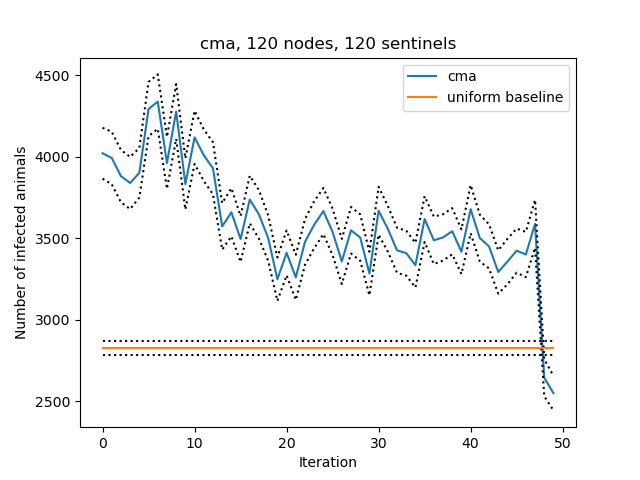 cma, 120 nodes, 120 sentinels
cma
uniform baseline
4500
4000
3500
3000
2500
Number of infected animals
0 10 20 30 40 50
Iteration